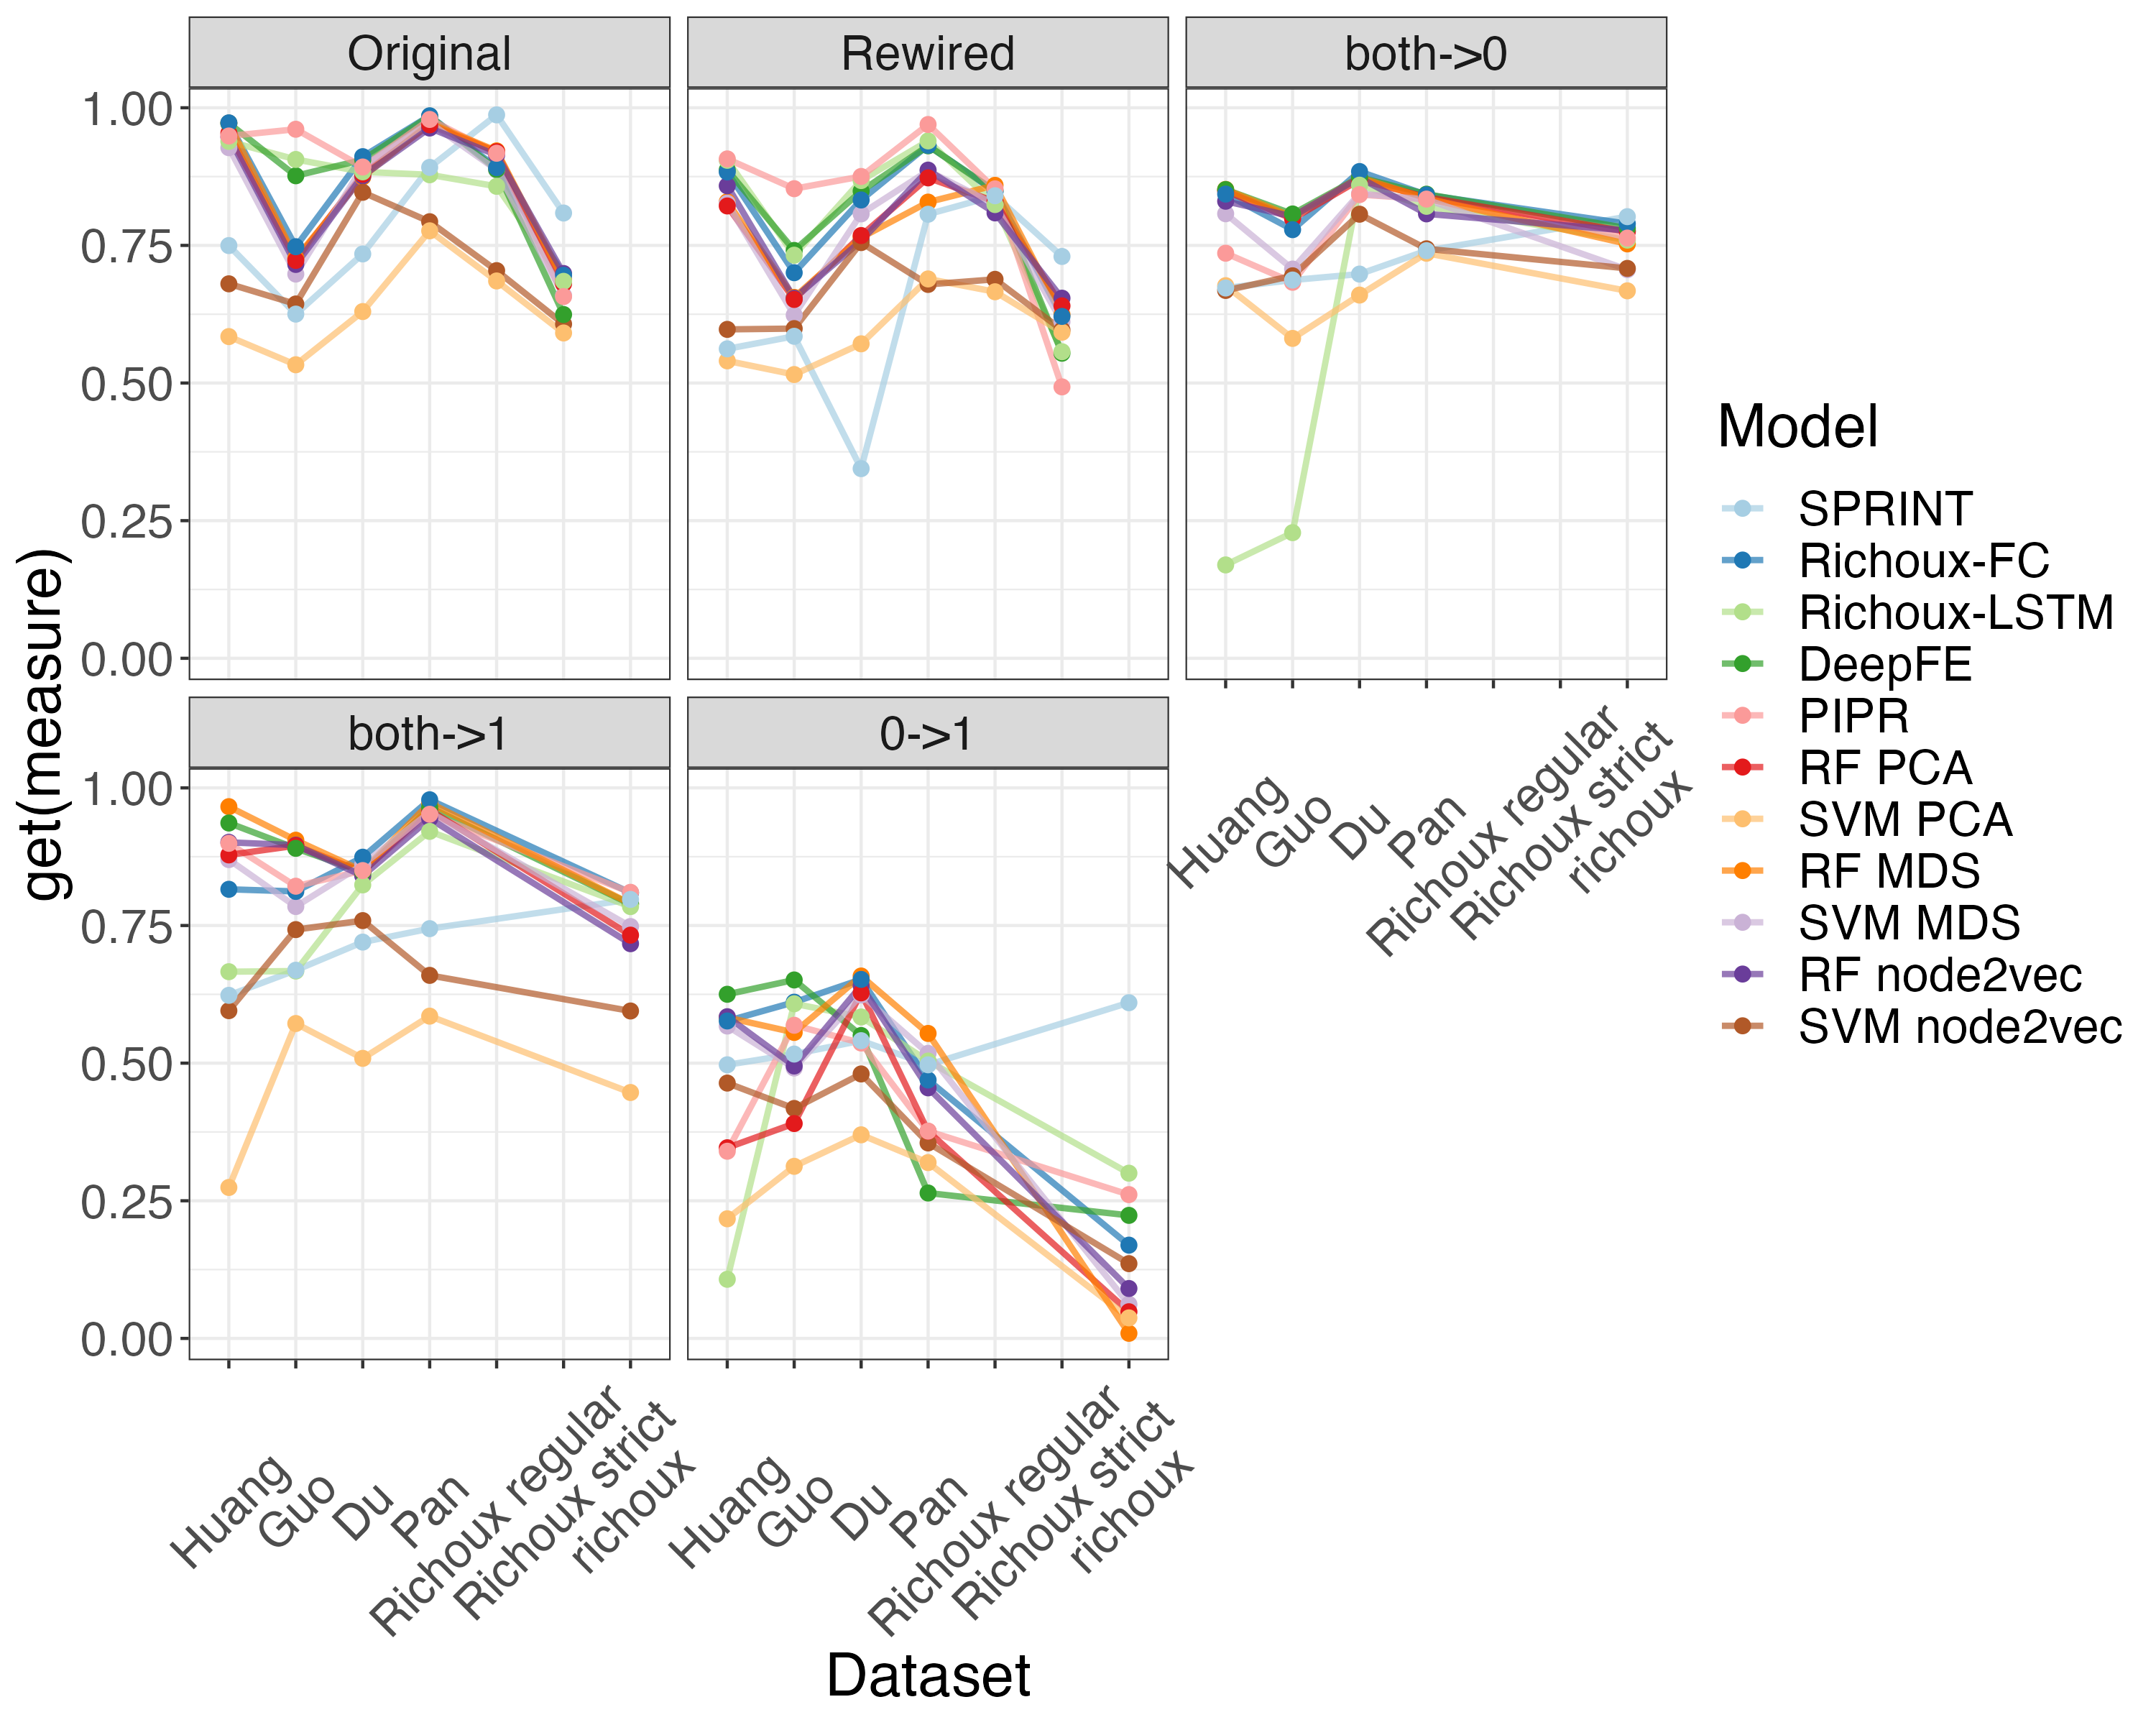 Original
Rewired
both->0
1.00
0.75
0.50
0.25
0.00
both->1
0->1
1.00
0.75
0.50
0.25
0.00
get(measure)
Huang
Guo
Du
Pan
Richoux regular
Richoux strict
richoux
Huang
Guo
Du
Pan
Richoux regular
Richoux strict
richoux
Huang
Guo
Du
Pan
Richoux regular
Richoux strict
richoux
Dataset
Model
SPRINT
Richoux-FC
Richoux-LSTM
DeepFE
PIPR
RF PCA
SVM PCA
RF MDS
SVM MDS
RF node2vec
SVM node2vec